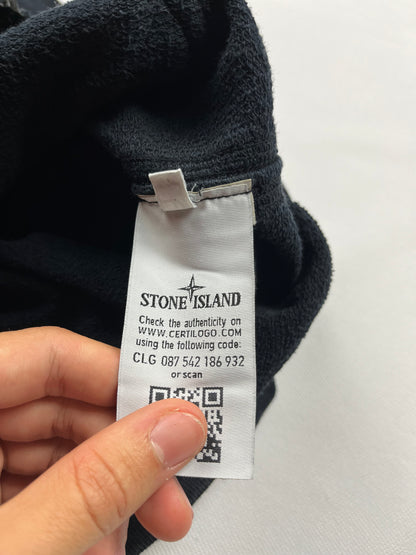 STONE ISLAND
Check the authenticity on
WWW.CERTILOGO.COM
using the following code:
CLG 087 542 186 932
or scan